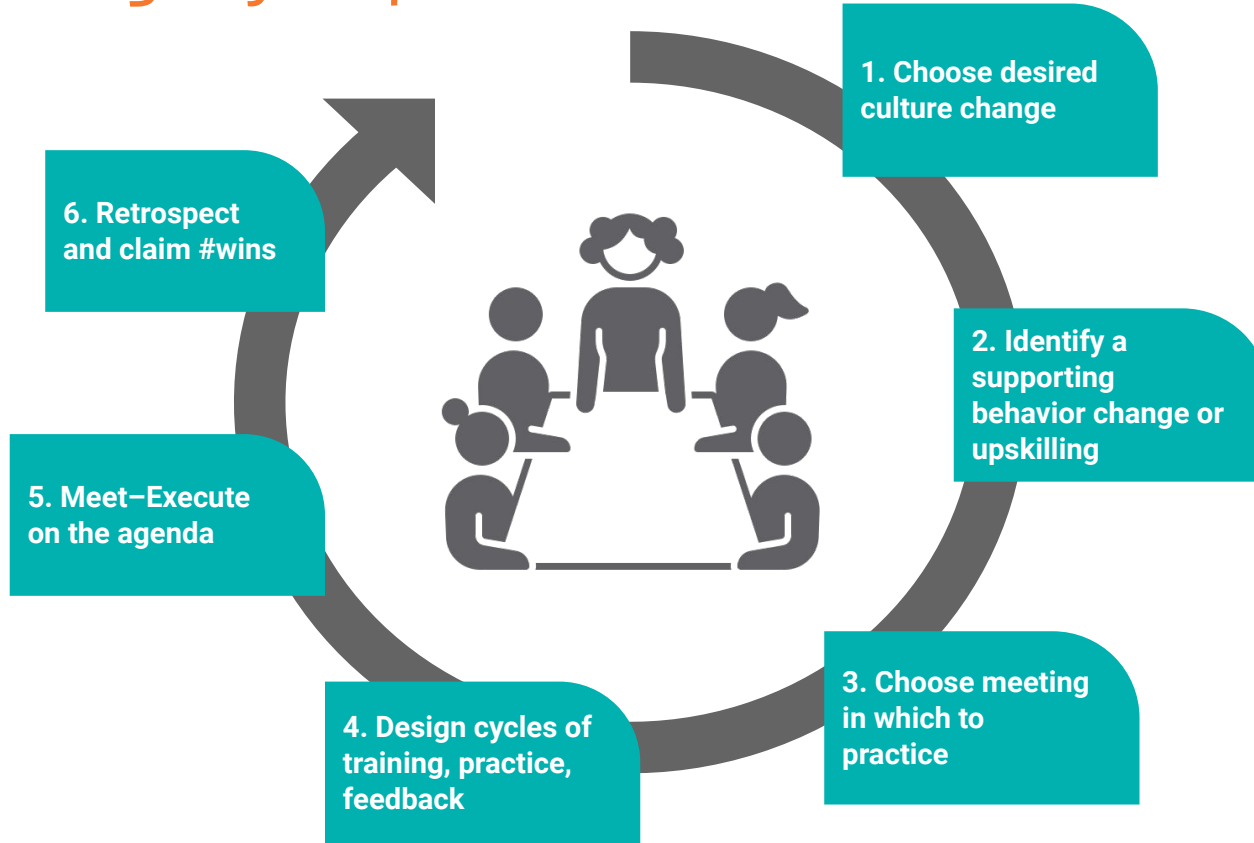 1. Choose desired
culture change
2. Identify a
supporting
behavior change or
upskilling
3. Choose meeting
in which to
practice
4. Design cycles of
training, practice,
feedback
5. Meet–Execute
on the agenda
6. Retrospect
and claim #wins